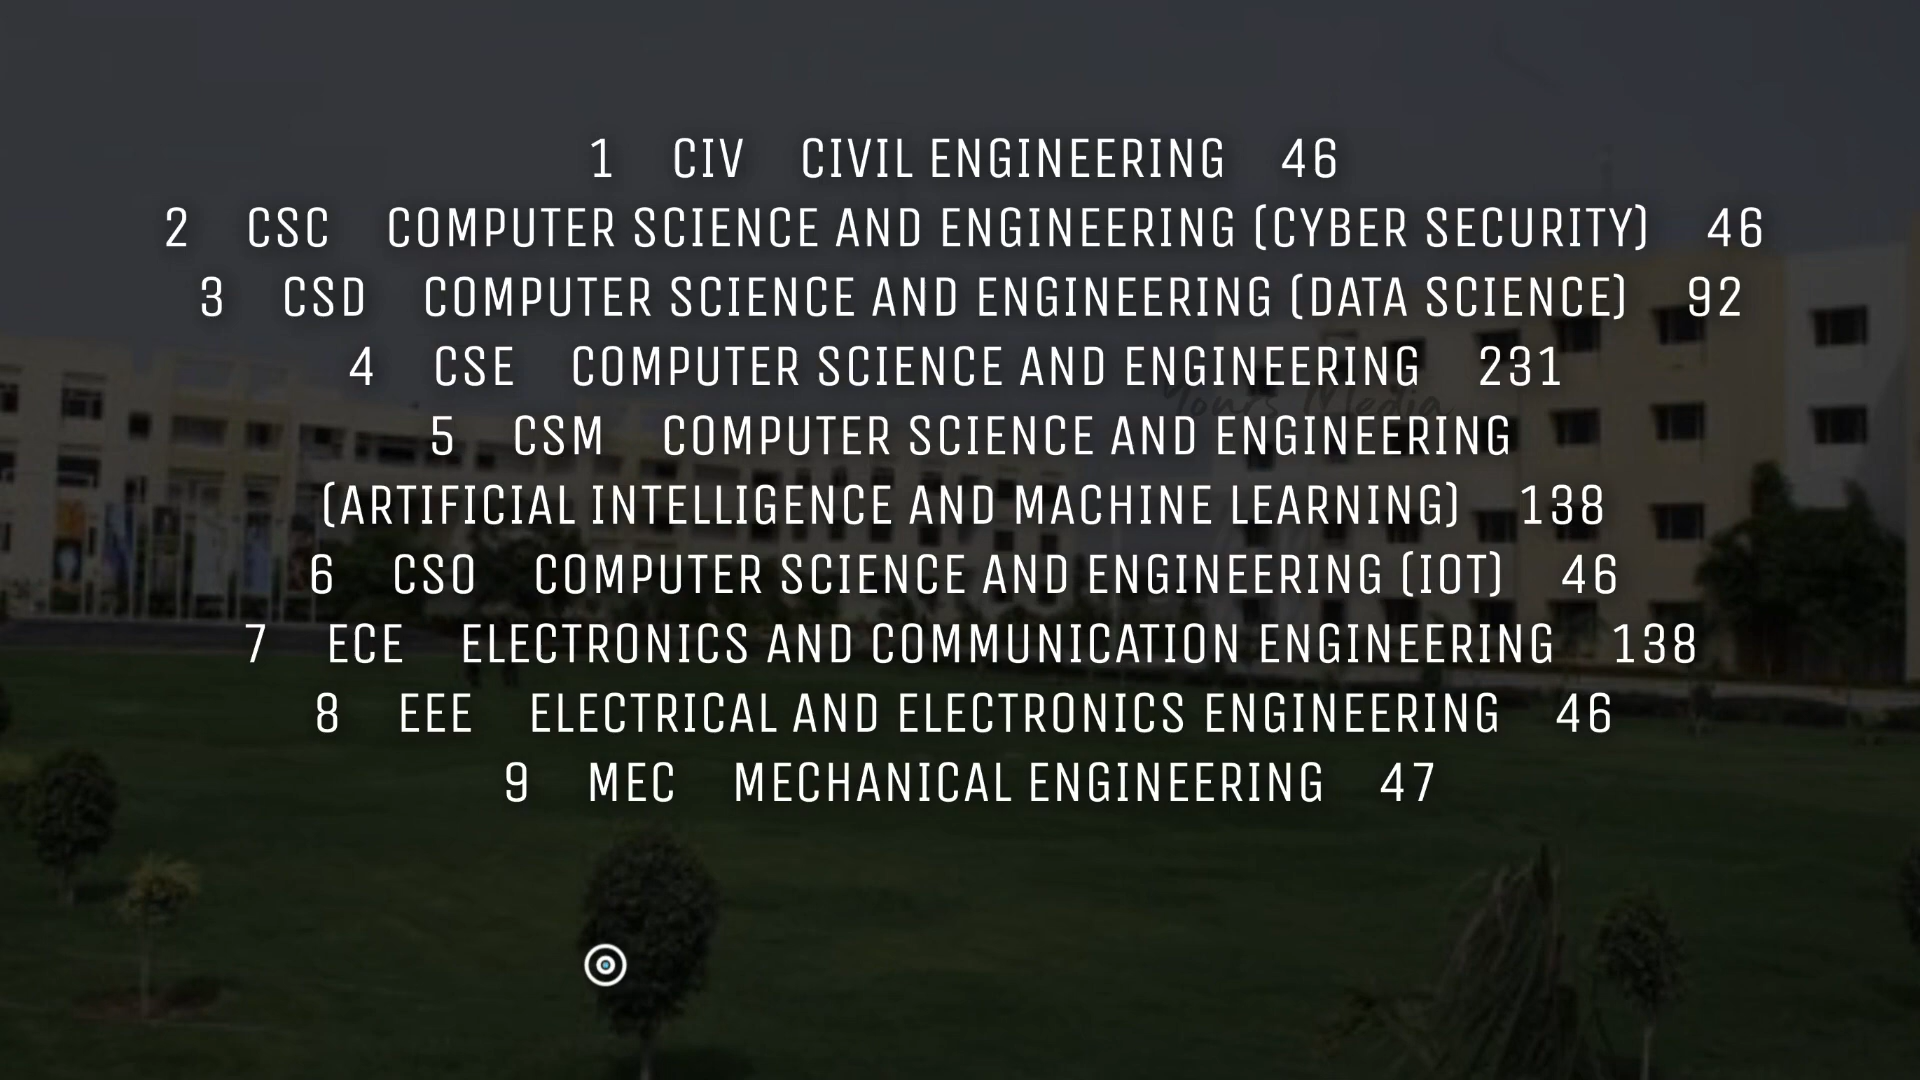 1 CIV CIVIL ENGINEERING 46
2 CSC COMPUTER SCIENCE AND ENGINEERING (CYBER SECURITY) 46
3 CSD COMPUTER SCIENCE AND ENGINEERING (DATA SCIENCE) 92
4 CSE COMPUTER SCIENCE AND ENGINEERING 231
Yours Media
5 CSM COMPUTER SCIENCE AND ENGINEERING
(ARTIFICIAL INTELLIGENCE AND MACHINE LEARNING) 138
6 CSO COMPUTER SCIENCE AND ENGINEERING (IOT) 46
7 ECE ELECTRONICS AND COMMUNICATION ENGINEERING 138
8 EEE ELECTRICAL AND ELECTRONICS ENGINEERING 46
9 MEC MECHANICAL ENGINEERING 47